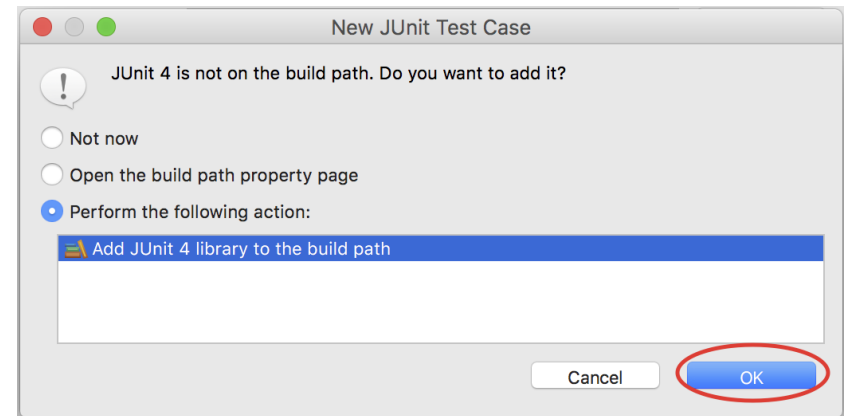 New JUnit Test Case
JUnit 4 is not on the build path. Do you want to add it?
Not now
Open the build path property page
Perform the following action:
Add JUnit 4 library to the build path
Cancel
OK